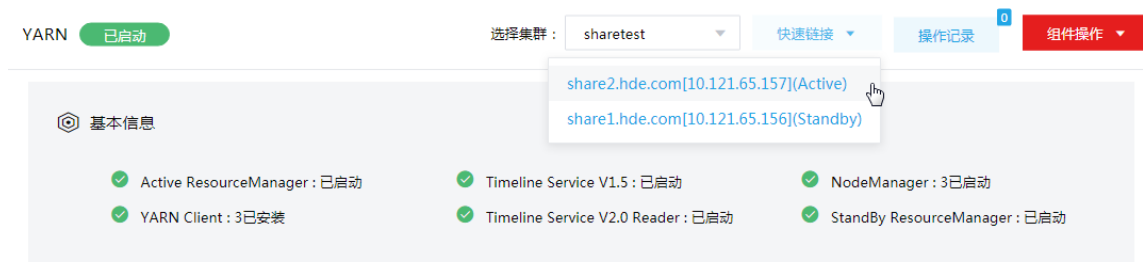 YARN 已启动 选择集群： sharetest 快速链接 操作记录 0 组件操作
share2.hde.com[10.121.65.157](Active)
share1.hde.com[10.121.65.156](Standby)
基本信息
Active ResourceManager : 已启动 Timeline Service V1.5 : 已启动 NodeManager : 3已启动
YARN Client : 3已安装 Timeline Service V2.0 Reader : 已启动 StandBy ResourceManager : 已启动